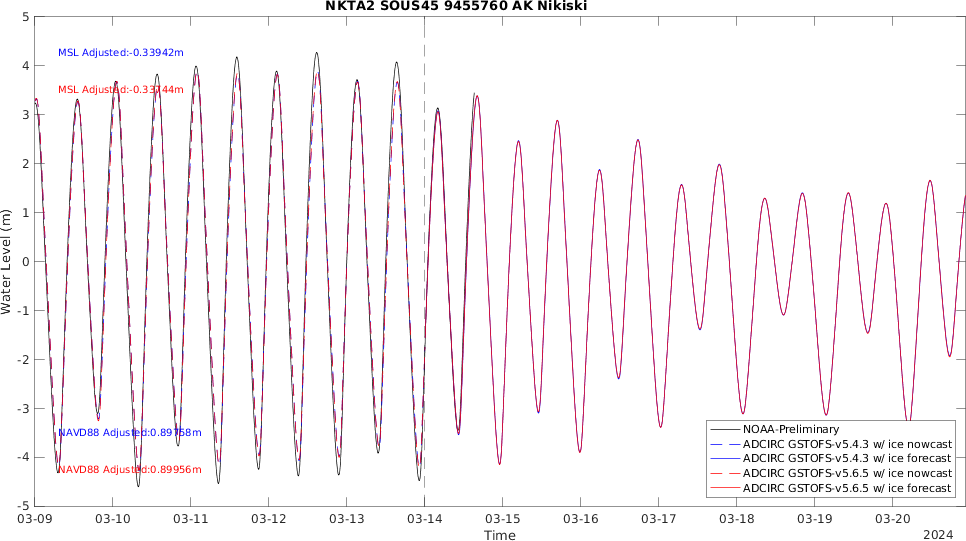 NKTA2 SOUS45 9455760 AK Nikiski
MSL Adjusted:-0.33942m
MSL Adjusted:-0.33744m
NAVD88 Adjusted:0.89758m
NAVD88 Adjusted:0.89956m
Water Level (m)
5
4
3
2
1
0
-1
-2
-3
-4
-5
NOAA-Preliminary
ADCIRC GSTOFS-v5.4.3 w/ ice nowcast
ADCIRC GSTOFS-v5.4.3 w/ ice forecast
ADCIRC GSTOFS-v5.6.5 w/ ice nowcast
ADCIRC GSTOFS-v5.6.5 w/ ice forecast
03-09 03-10 03-11 03-12 03-13 03-14 03-15 03-16 03-17 03-18 03-19 03-20
Time
2024